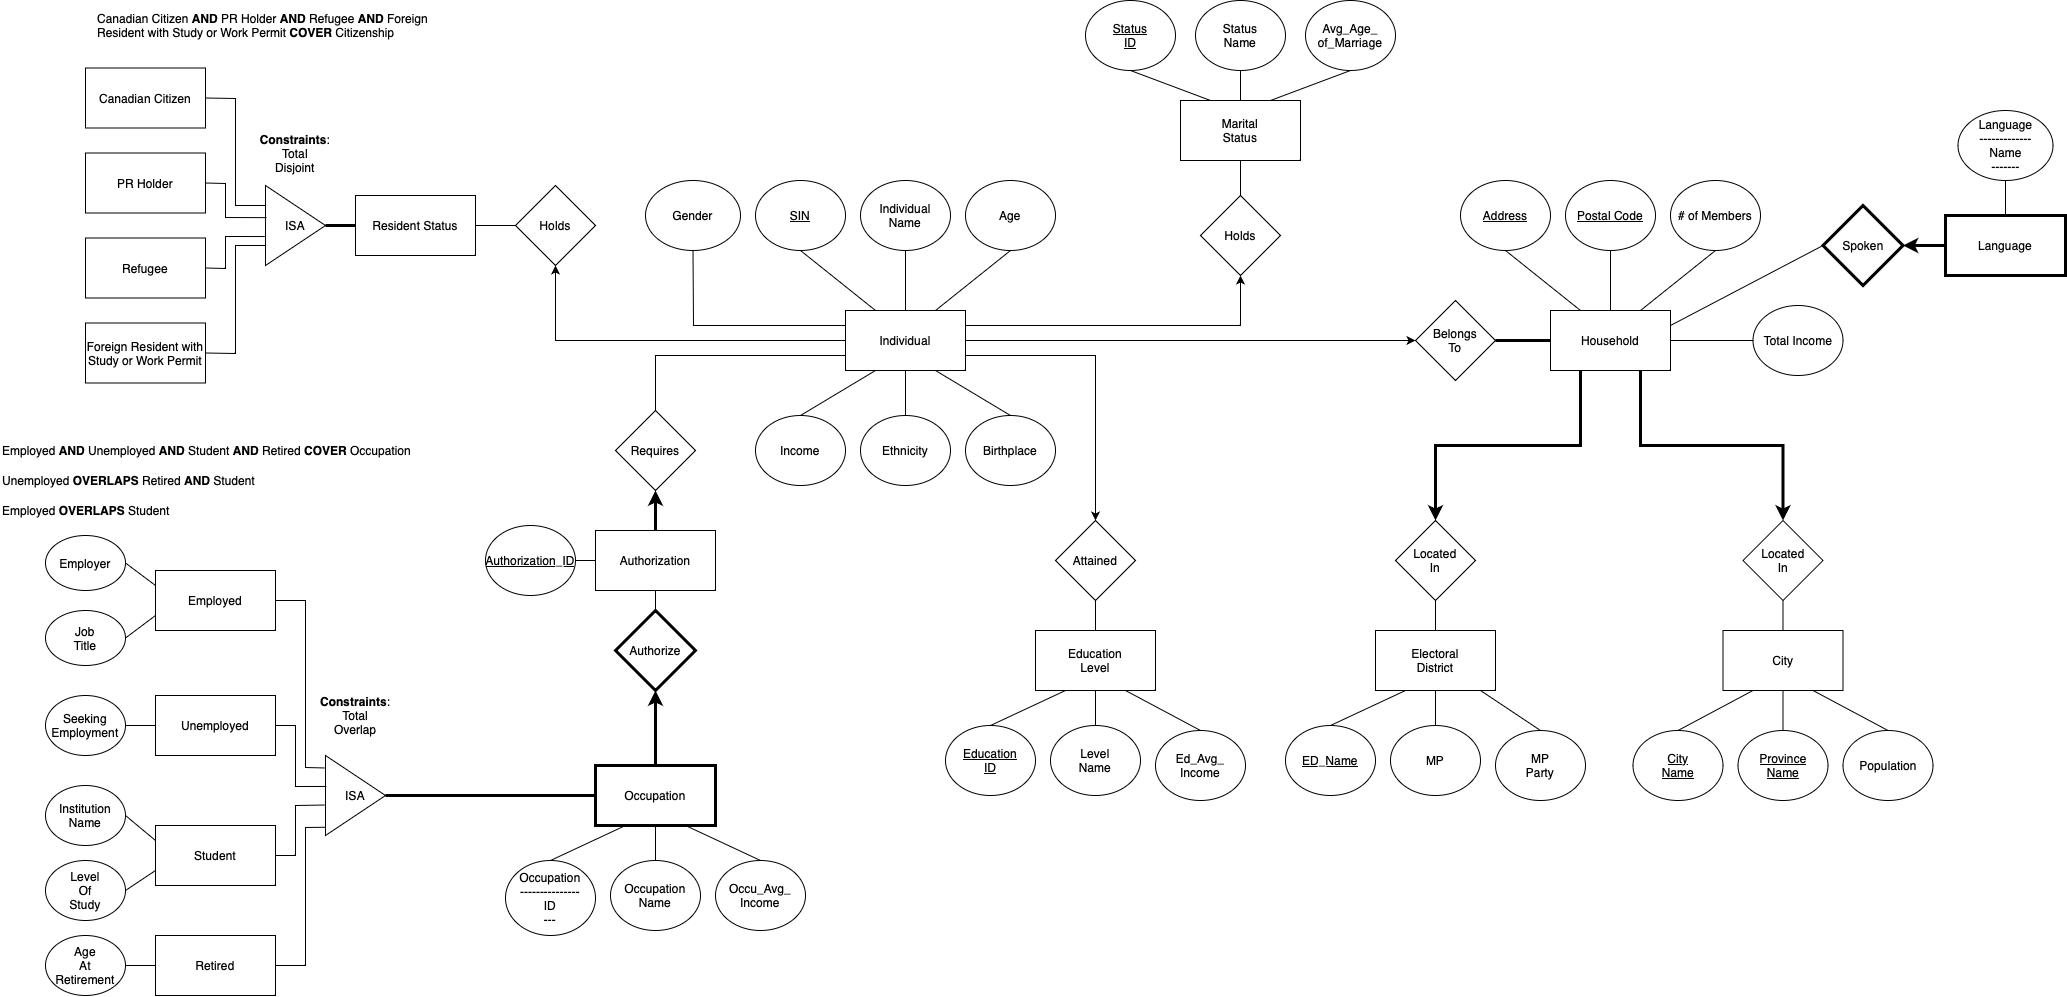 Canadian Citizen AND PR Holder AND Refugee AND Foreign
Resident with Study or Work Permit COVER Citizenship
Canadian Citizen
PR Holder
Refugee
Foreign Resident with
Study or Work Permit
Constraints:
Total
Disjoint
ISA
Resident Status
Holds
Gender
SIN
Individual
Name
Age
Individual
Income
Ethnicity
Birthplace
Status
ID
Status
Name
Avg_Age_
of_Marriage
Marital
Status
Holds
Belongs
To
Address
Postal Code
# of Members
Household
Total Income
Spoken
Language
Language
-------------
Name
-------
Employed AND Unemployed AND Student AND Retired COVER Occupation
Unemployed OVERLAPS Retired AND Student
Employed OVERLAPS Student
Employer
Job
Title
Employed
Seeking
Employment
Unemployed
Institution
Name
Level
Of
Study
Student
Age
At
Retirement
Retired
Constraints:
Total
Overlap
ISA
Requires
Authorization_ID
Authorization
Authorize
Occupation
Occupation
---------------
ID
---
Occupation
Name
Occu_Avg_
Income
Attained
Education
Level
Education
ID
Level
Name
Ed_Avg_
Income
Located
In
Electoral
District
ED_Name
MP
MP
Party
Located
In
City
City
Name
Province
Name
Population